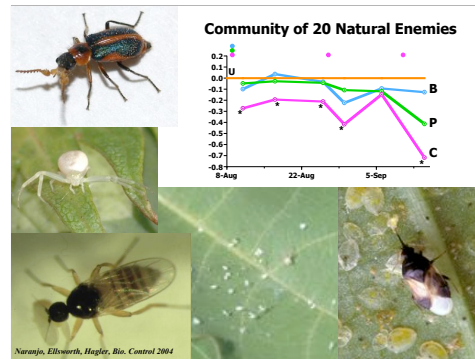 Community of 20 Natural Enemies
0.2
0.1
0.0
-0.1
-0.2
-0.3
-0.4
-0.5
-0.6
-0.7
-0.8
U
B
P
C
*
*
*
*
*
8-Aug
22-Aug
5-Sep
Naranjo, Ellsworth, Hagler, Bio. Control 2004